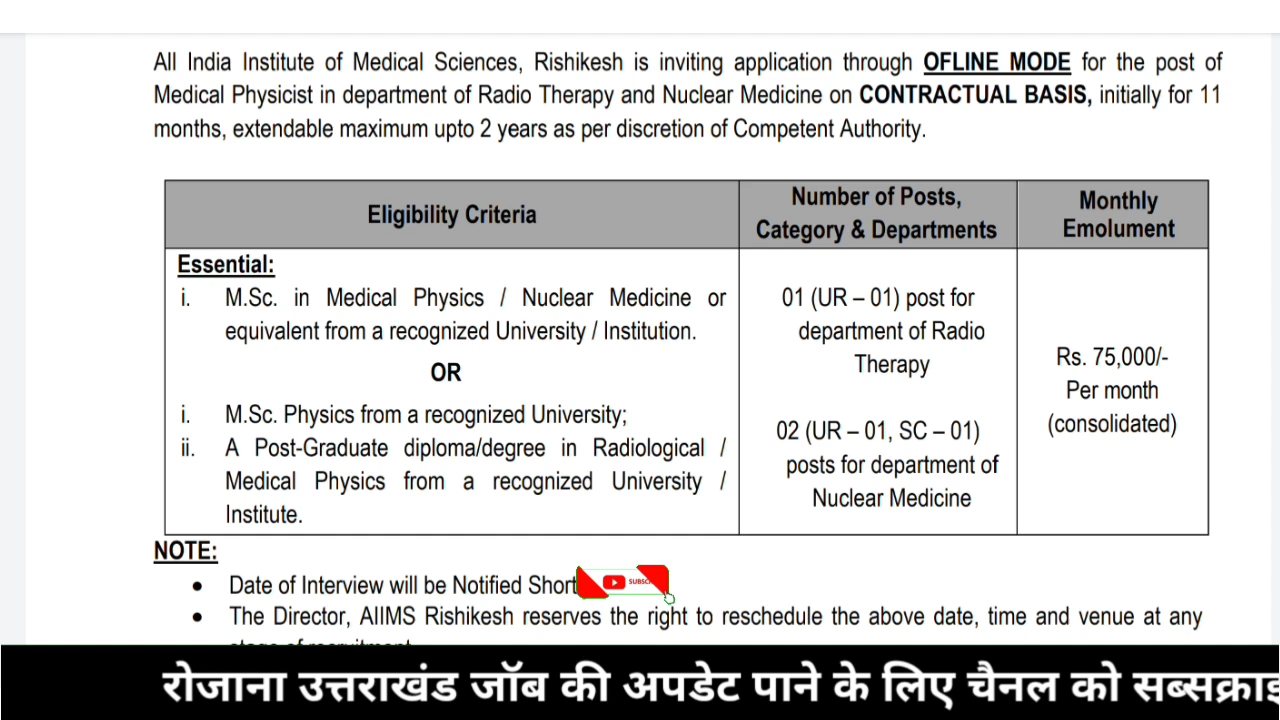 All India Institute of Medical Sciences, Rishikesh is inviting application through OFLINE MODE for the post of
Medical Physicist in department of Radio Therapy and Nuclear Medicine on CONTRACTUAL BASIS, initially for 11
months, extendable maximum upto 2 years as per discretion of Competent Authority.
Eligibility Criteria
Number of Posts,
Category & Departments
Monthly
Emolument
Essential:
i. M.Sc. in Medical Physics / Nuclear Medicine or
equivalent from a recognized University / Institution.
OR
i. M.Sc. Physics from a recognized University;
ii. A Post-Graduate diploma/degree in Radiological /
Medical Physics from a recognized University /
Institute.
01 (UR – 01) post for
department of Radio
Therapy
02 (UR – 01, SC – 01)
posts for department of
Nuclear Medicine
Rs. 75,000/-
Per month
(consolidated)
NOTE:
• Date of Interview will be Notified Short
• The Director, AIIMS Rishikesh reserves the right to reschedule the above date, time and venue at any
रोजाना उत्तराखंड जॉब की अपडेट पाने के लिए चैनल को सब्सक्राइ